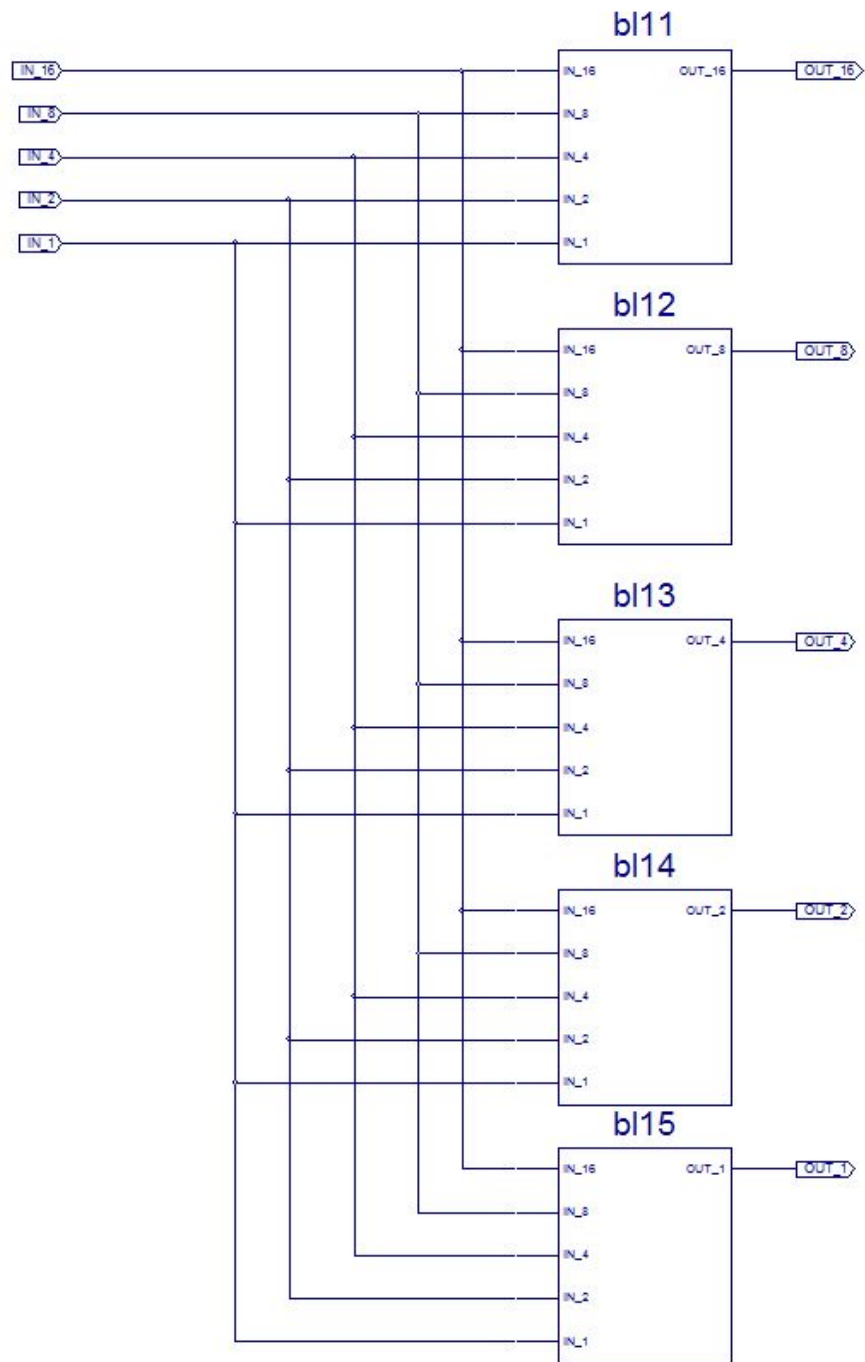 bl11
IN_16 IN_16 OUT_16 OUT_16
IN_8 IN_8
IN_4 IN_4
IN_2 IN_2
IN_1 IN_1
bl12
IN_16 OUT_8 OUT_8
IN_8
IN_4
IN_2
IN_1
bl13
IN_16 OUT_4 OUT_4
IN_8
IN_4
IN_2
IN_1
bl14
IN_16 OUT_2 OUT_2
IN_8
IN_4
IN_2
IN_1
bl15
IN_16 OUT_1 OUT_1
IN_8
IN_4
IN_2
IN_1